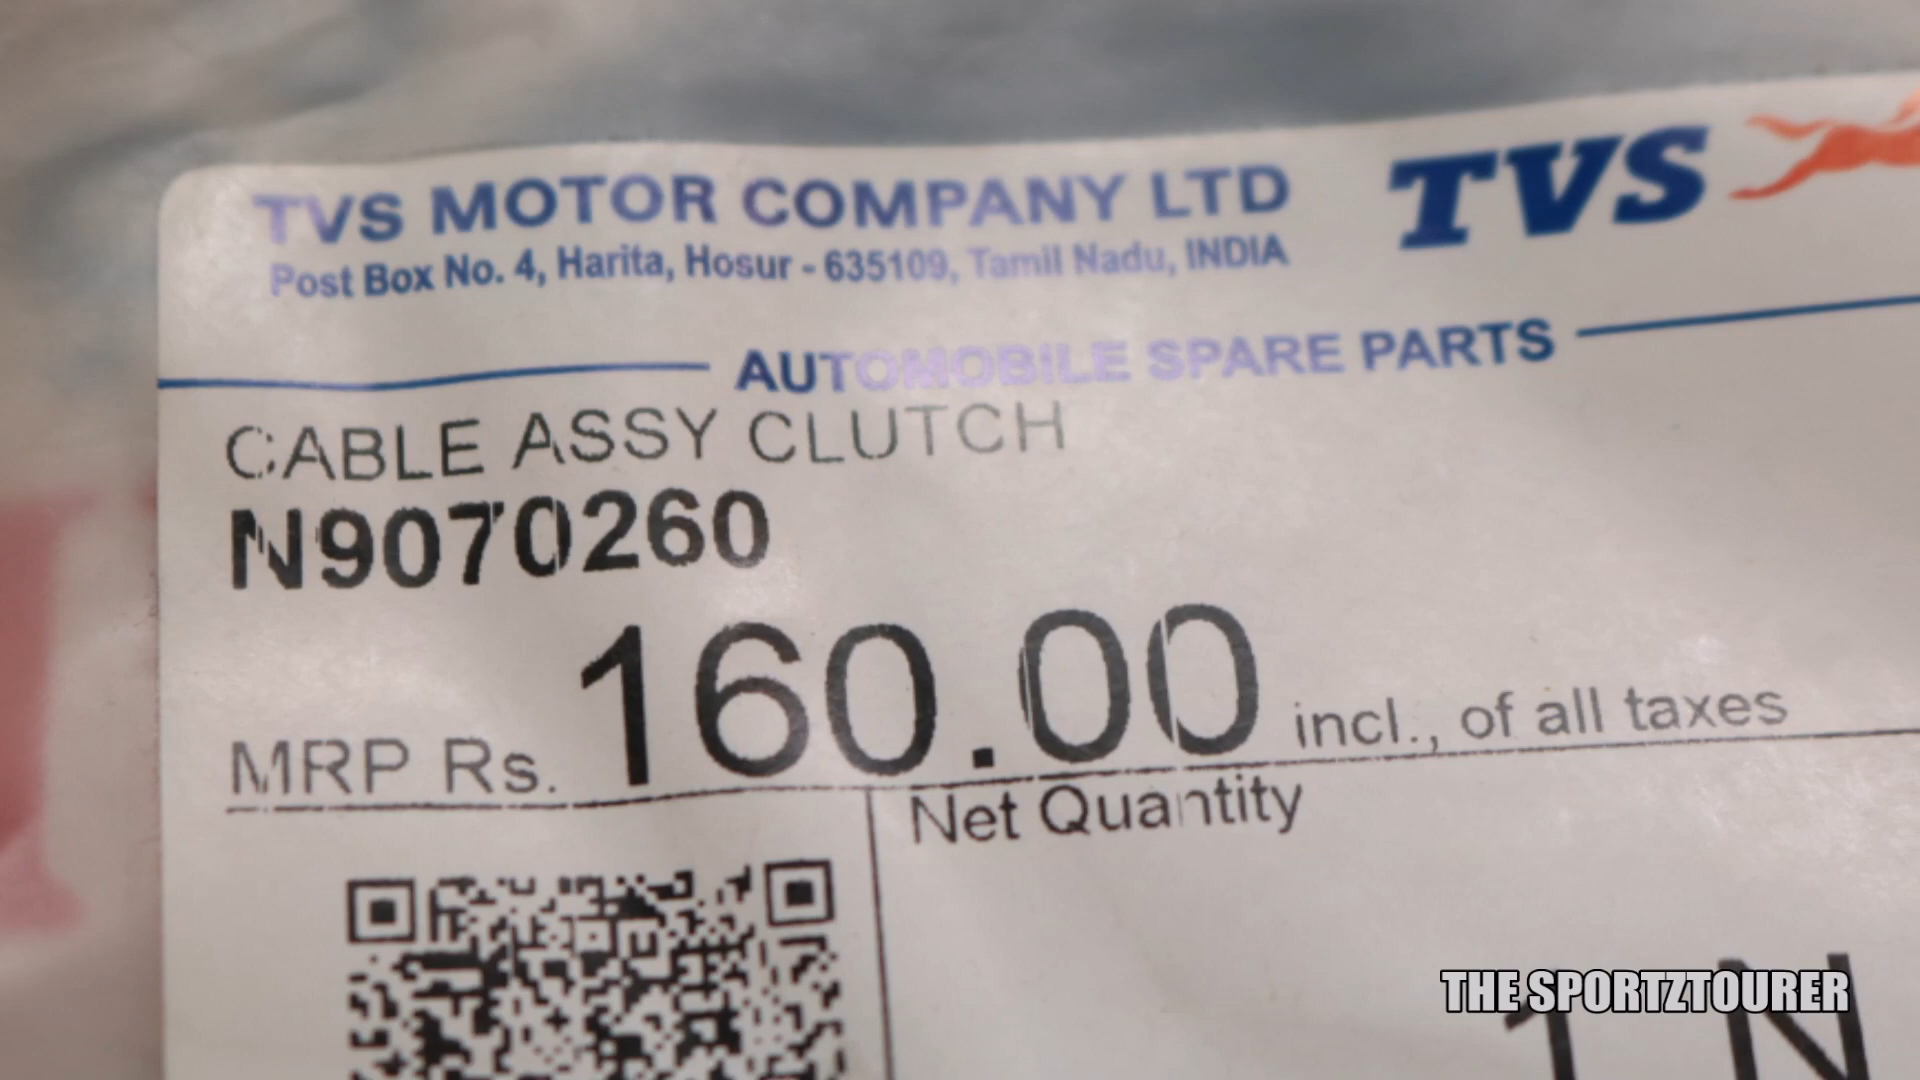 TVS MOTOR COMPANY LTD
Post Box No. 4, Harita, Hosur - 635109, Tamil Nadu, INDIA
TVS
AUTOMOBILE SPARE PARTS
CABLE ASSY CLUTCH
N9070260
MRP Rs. 160.00 incl., of all taxes
Net Quantity
1 N
THE SPORTZTOURER